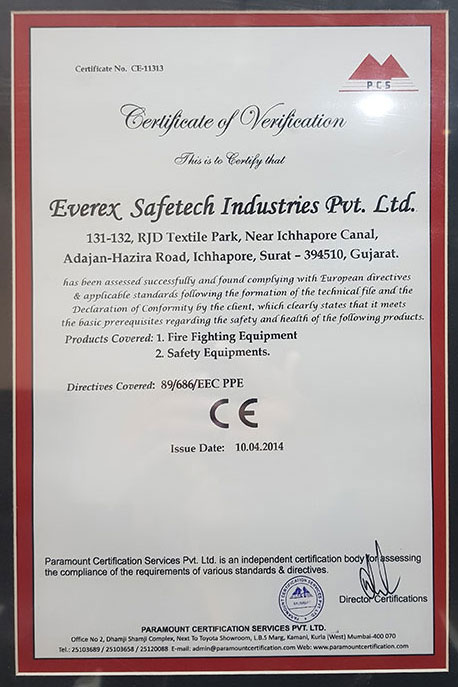 Certificate No. CE-11313
PCS
Certificate of Verification
This is to Certify that
Everex Safetech Industries Pvt. Ltd.
131-132, RJD Textile Park, Near Ichhapore Canal,
Adajan-Hazira Road, Ichhapore, Surat – 394510, Gujarat.
has been assessed successfully and found complying with European directives
& applicable standards following the formation of the technical file and the
Declaration of Conformity by the client, which clearly states that it meets
the basic prerequisites regarding the safety and health of the following products.
Products Covered: 1. Fire Fighting Equipment
2. Safety Equipments.
Directives Covered: 89/686/EEC PPE
CE
Issue Date: 10.04.2014
Paramount Certification Services Pvt. Ltd. is an independent certification body for assessing
the compliance of the requirements of various standards & directives.
Director Certifications
PARAMOUNT CERTIFICATION SERVICES PVT. LTD.
Office No 2, Dhamji Shamji Complex, Next To Toyota Showroom, L.B.S Marg, Kamani, Kurla (West) Mumbai-400 070
Tel.: 25103689 / 25103658 / 25120088 E-mail: admin@paramountcertification.com Web: www.paramountcertification.com